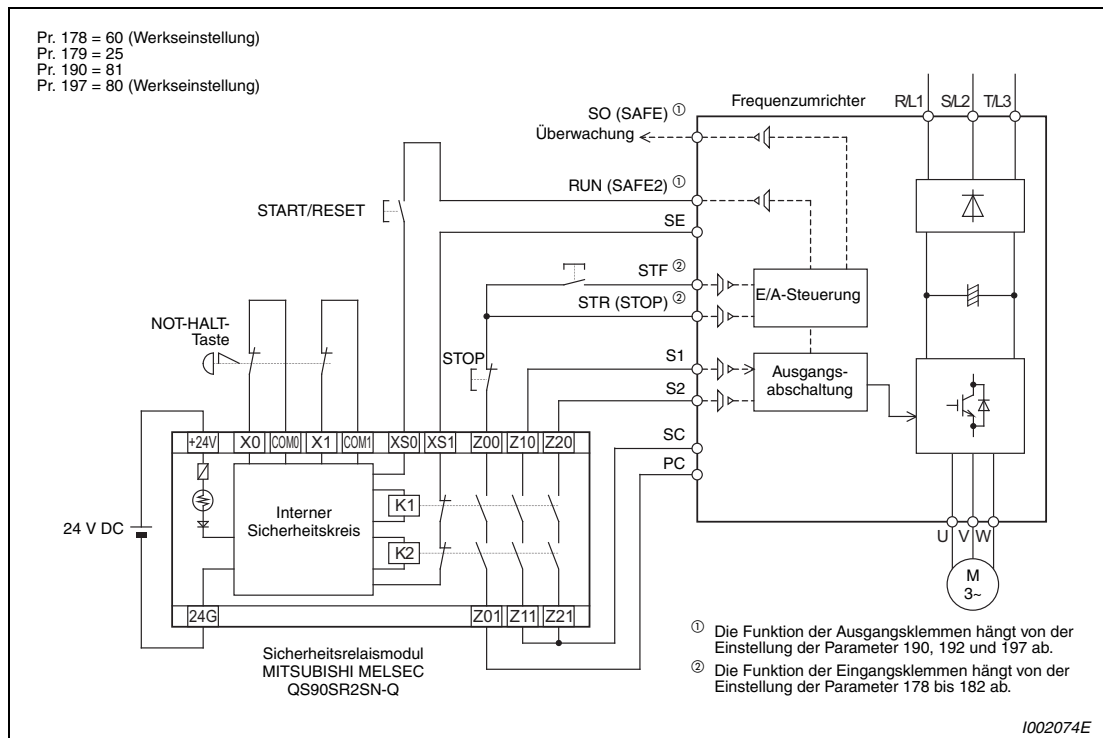 Pr. 178 = 60 (Werkseinstellung)
Pr. 179 = 25
Pr. 190 = 81
Pr. 197 = 80 (Werkseinstellung)
Frequenzumrichter
R/L1 S/L2 T/L3
SO (SAFE) ①
Überwachung
RUN (SAFE2) ①
START/RESET
SE
STF ②
E/A-Steuerung
STR (STOP) ②
NOT-HALT-
Taste
STOP
S1
Ausgangs-
abschaltung
S2
SC
PC
+24V X0 COM0 X1 COM1 XS0 XS1 Z00 Z10 Z20
Interner
Sicherheitskreis
K1
K2
24 V DC
U V W
M
3~
24G Z01 Z11 Z21
Sicherheitsrelaismodul
MITSUBISHI MELSEC
QS90SR2SN-Q
① Die Funktion der Ausgangsklemmen hängt von der
Einstellung der Parameter 190, 192 und 197 ab.
② Die Funktion der Eingangsklemmen hängt von der
Einstellung der Parameter 178 bis 182 ab.
I002074E